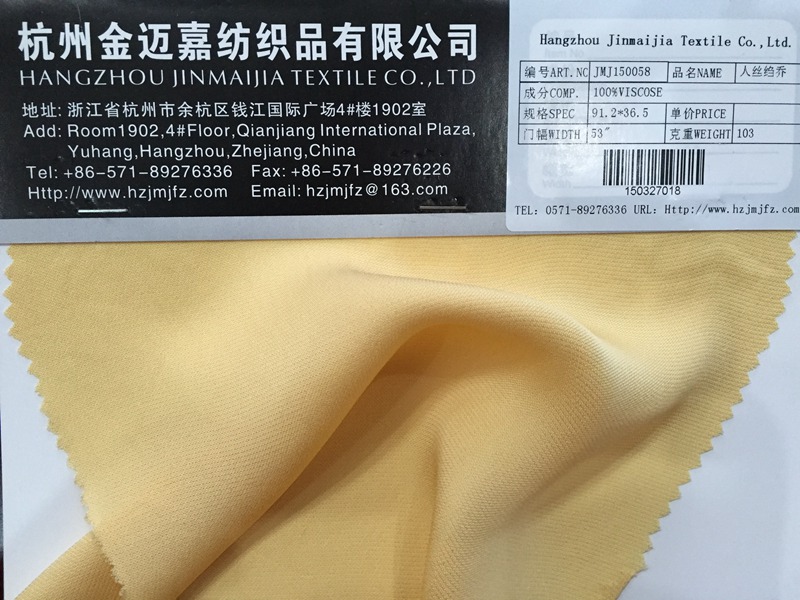 杭州金迈嘉纺织品有限公司
HANGZHOU JINMAIJIA TEXTILE CO.,LTD
地址: 浙江省杭州市余杭区钱江国际广场4#楼1902室
Add: Room1902,4#Floor,Qianjiang International Plaza,
Yuhang,Hangzhou,Zhejiang,China
Tel: +86-571-89276336 Fax: +86-571-89276226
Http://www.hzjmjfz.com Email: hzjmjfz@163.com
Hangzhou Jinmaijia Textile Co.,Ltd.
编号ART.NO JMJ150058 品名NAME 人丝绉乔
成分COMP. 100%VISCOSE
规格SPEC 91.2*36.5 单价PRICE
门幅WIDTH 53" 克重WEIGHT 103
150327018
TEL: 0571-89276336 URL: Http://www.hzjmjfz.com